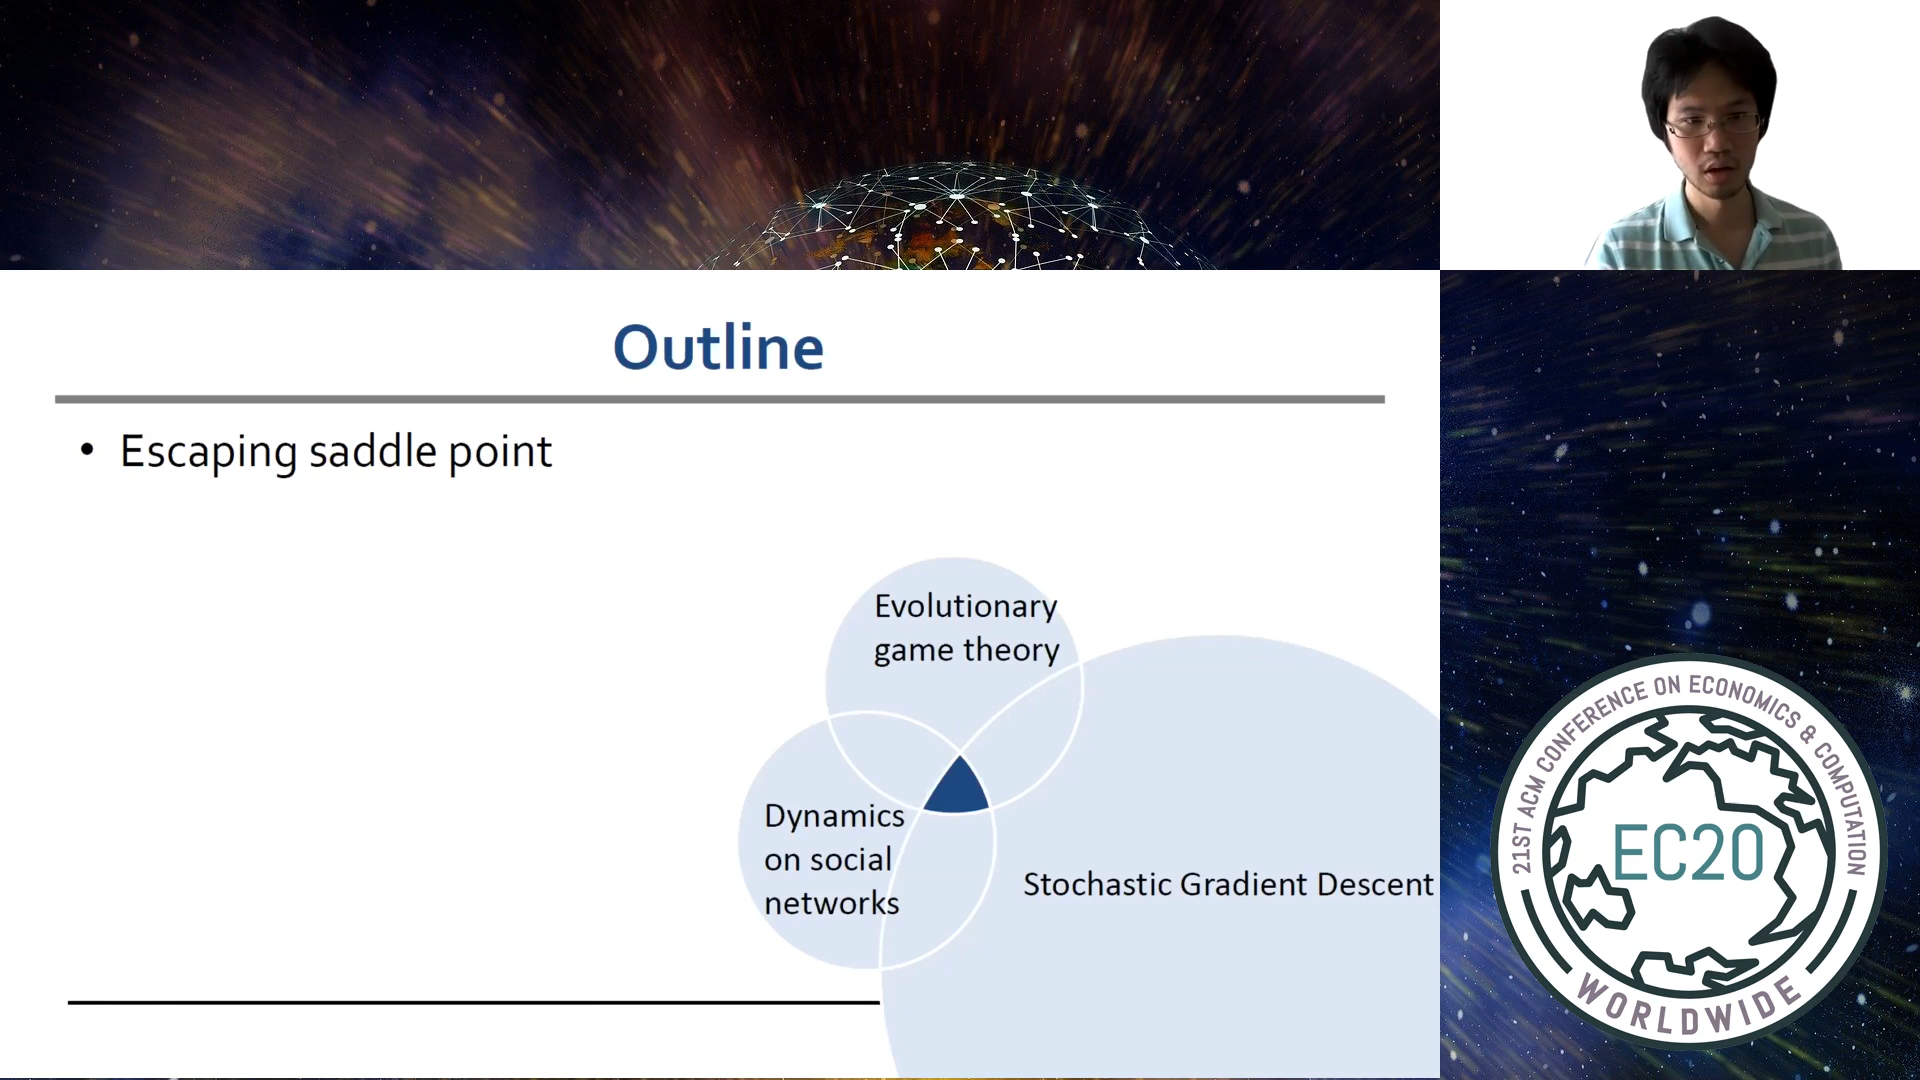 Outline
• Escaping saddle point
Evolutionary
game theory
Dynamics
on social
networks
Stochastic Gradient Descent
21ST ACM CONFERENCE ON ECONOMICS & COMPUTATION
EC20
WORLDWIDE